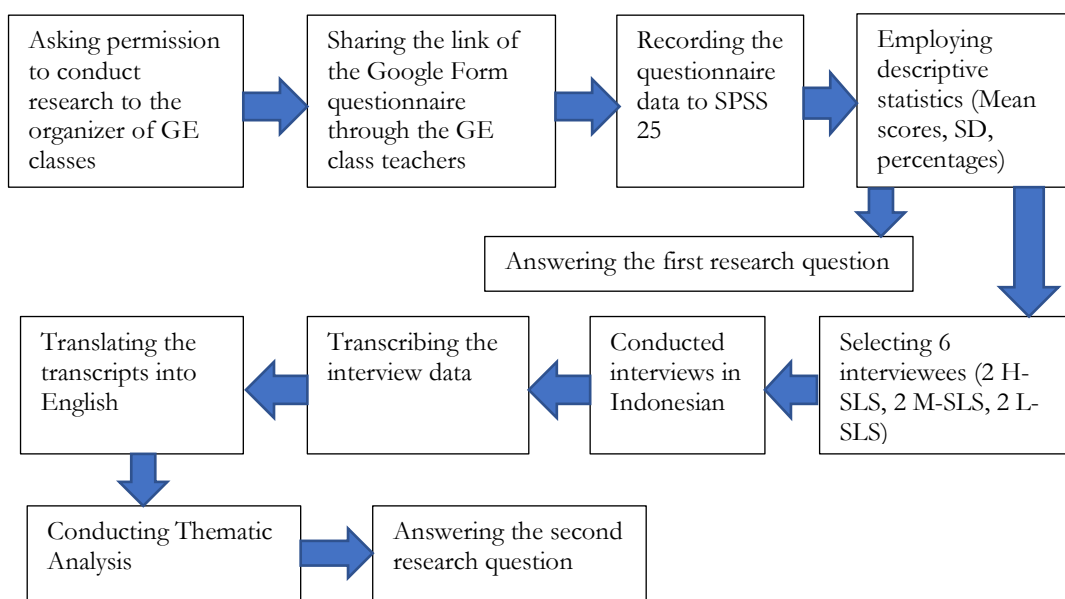 Asking permission
to conduct
research to the
organizer of GE
classes
Sharing the link of
the Google Form
questionnaire
through the GE
class teachers
Recording the
questionnaire
data to SPSS
25
Employing
descriptive
statistics (Mean
scores, SD,
percentages)
Answering the first research question
Selecting 6
interviewees (2 H-
SLS, 2 M-SLS, 2 L-
SLS)
Conducted
interviews in
Indonesian
Transcribing the
interview data
Translating the
transcripts into
English
Conducting Thematic
Analysis
Answering the second
research question